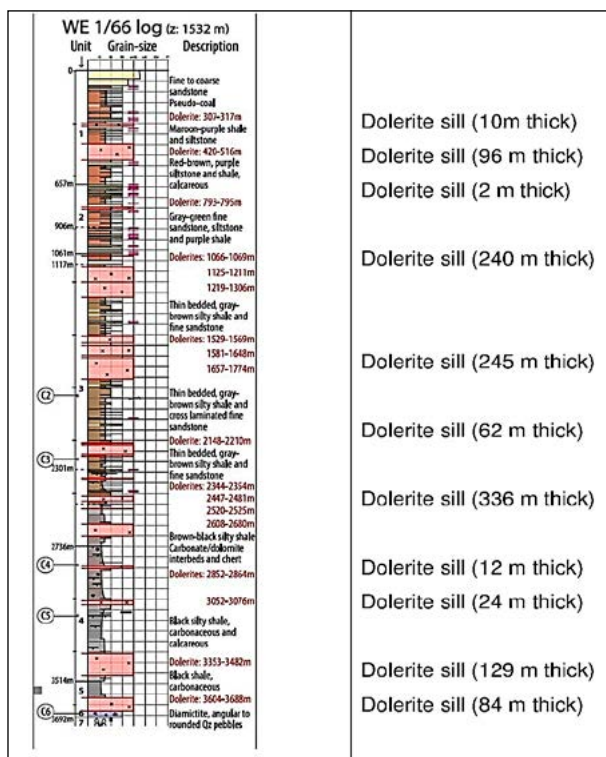 WE 1/66 log (z: 1532 m)
Unit Grain-size Description
0
Fine to coarse
sandstone
Pseudo-coal
Dolerite: 307-317m
1
Maroon-purple shale
and siltstone
Dolerite: 420-516m
Red-brown, purple
siltstone and shale,
calcareous
657m
Dolerite: 793-795m
2
Gray-green fine
sandstone, siltstone
and purple shale
906m
1061m
Dolerites: 1066-1069m
1117m
1125-1211m
1219-1306m
Thin bedded, gray-
brown silty shale and
fine sandstone
Dolerites: 1529-1569m
1581-1648m
1657-1774m
3
C2
Thin bedded, gray-
brown silty shale and
cross laminated fine
sandstone
Dolerite: 2148-2210m
C3
Thin bedded, gray-
brown silty shale and
fine sandstone
2301m
Dolerites: 2344-2354m
2447-2481m
2520-2525m
2608-2680m
Brown-black silty shale
2736m
Carbonate/dolomite
interbeds and chert
C4
Dolerites: 2852-2864m
3052-3076m
C5
4
Black silty shale,
carbonaceous and
calcareous
Dolerite: 3353-3482m
3514m
Black shale,
carbonaceous
5
Dolerite: 3604-3688m
C6
6
Diamictite, angular to
rounded Qz pebbles
3692m
7
Dolerite sill (10m thick)
Dolerite sill (96 m thick)
Dolerite sill (2 m thick)
Dolerite sill (240 m thick)
Dolerite sill (245 m thick)
Dolerite sill (62 m thick)
Dolerite sill (336 m thick)
Dolerite sill (12 m thick)
Dolerite sill (24 m thick)
Dolerite sill (129 m thick)
Dolerite sill (84 m thick)